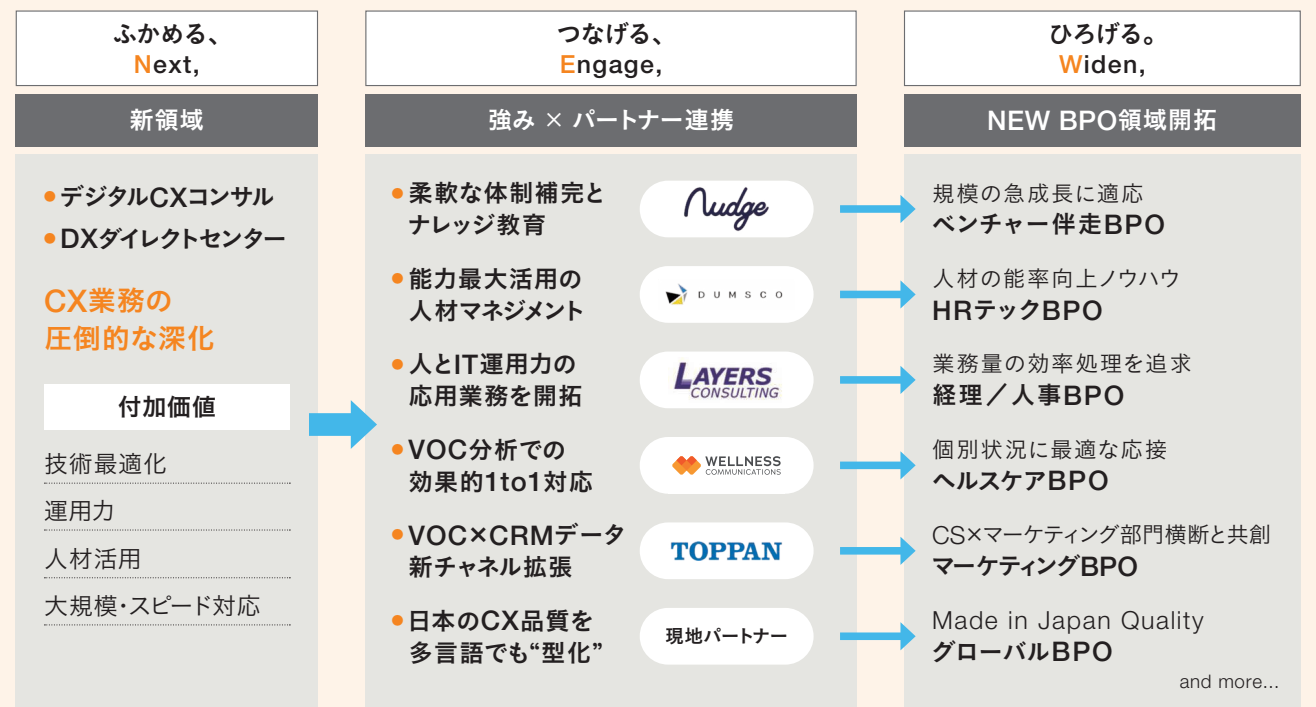 ふかめる、
Next,
新領域
•デジタルCXコンサル
•DXダイレクトセンター
CX業務の
圧倒的な深化
付加価値
技術最適化
運用力
人材活用
大規模・スピード対応
つなげる、
Engage,
強み × パートナー連携
•柔軟な体制補完と
ナレッジ教育
Nudge
•能力最大活用の
人材マネジメント
DUMSCO
•人とIT運用力の
応用業務を開拓
LAYERS
CONSULTING
•VOC分析での
効果的1to1対応
WELLNESS
COMMUNICATIONS
•VOC×CRMデータ
新チャネル拡張
TOPPAN
•日本のCX品質を
多言語でも“型化”
現地パートナー
ひろげる。
Widen,
NEW BPO領域開拓
規模の急成長に適応
ベンチャー伴走BPO
人材の能率向上ノウハウ
HRテックBPO
業務量の効率処理を追求
経理／人事BPO
個別状況に最適な応接
ヘルスケアBPO
CS×マーケティング部門横断と共創
マーケティングBPO
Made in Japan Quality
グローバルBPO
and more...